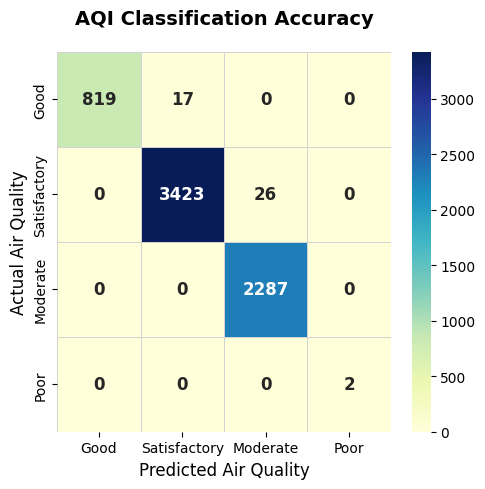 AQI Classification Accuracy
Actual Air Quality
Good
819 17 0 0
Satisfactory
0 3423 26 0
Moderate
0 0 2287 0
Poor
0 0 0 2
Good Satisfactory Moderate Poor
Predicted Air Quality
3000
2500
2000
1500
1000
500
0